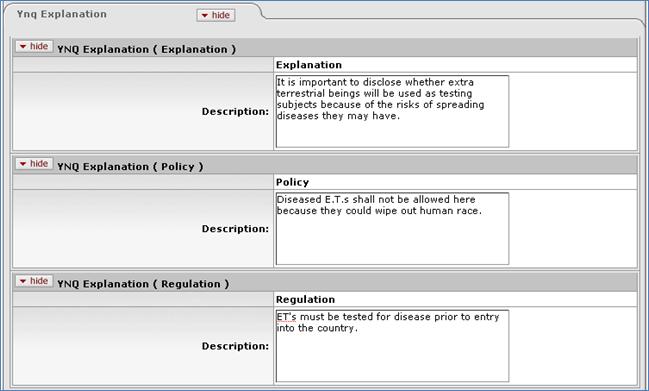 Ynq Explanation
hide
hide
YNQ Explanation ( Explanation )
Explanation
Description:
It is important to disclose whether extra
terrestrial beings will be used as testing
subjects because of the risks of spreading
diseases they may have.
hide
YNQ Explanation ( Policy )
Policy
Description:
Diseased E.T.s shall not be allowed here
because they could wipe out human race.
hide
YNQ Explanation ( Regulation )
Regulation
Description:
ET's must be tested for disease prior to entry
into the country.